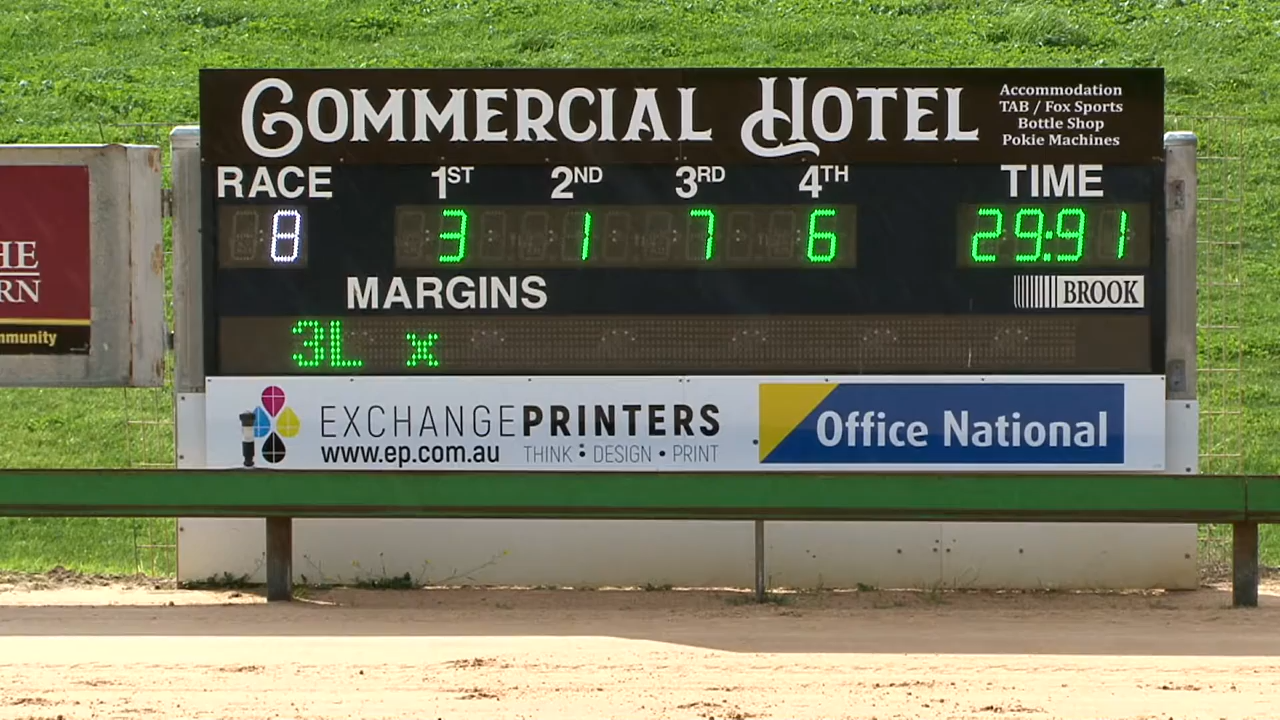 COMMERCIAL HOTEL
Accommodation
TAB / Fox Sports
Bottle Shop
Pokie Machines
RACE 1ST 2ND 3RD 4TH TIME
8 3 1 7 6 29:91
MARGINS
BROOK
3L x
HE
RN
mmunity
EXCHANGEPRINTERS
www.ep.com.au THINK : DESIGN • PRINT
Office National